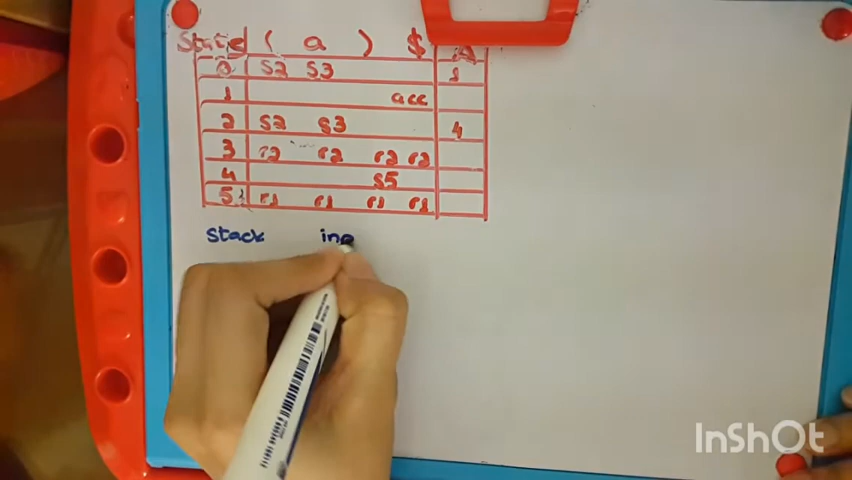 State ( a ) $ A
0 S2 S3 1
1 acc
2 S2 S3 4
3 r2 r2 r2 r2
4 S5
5 r1 r1 r1 r1
stack inp
InShOt